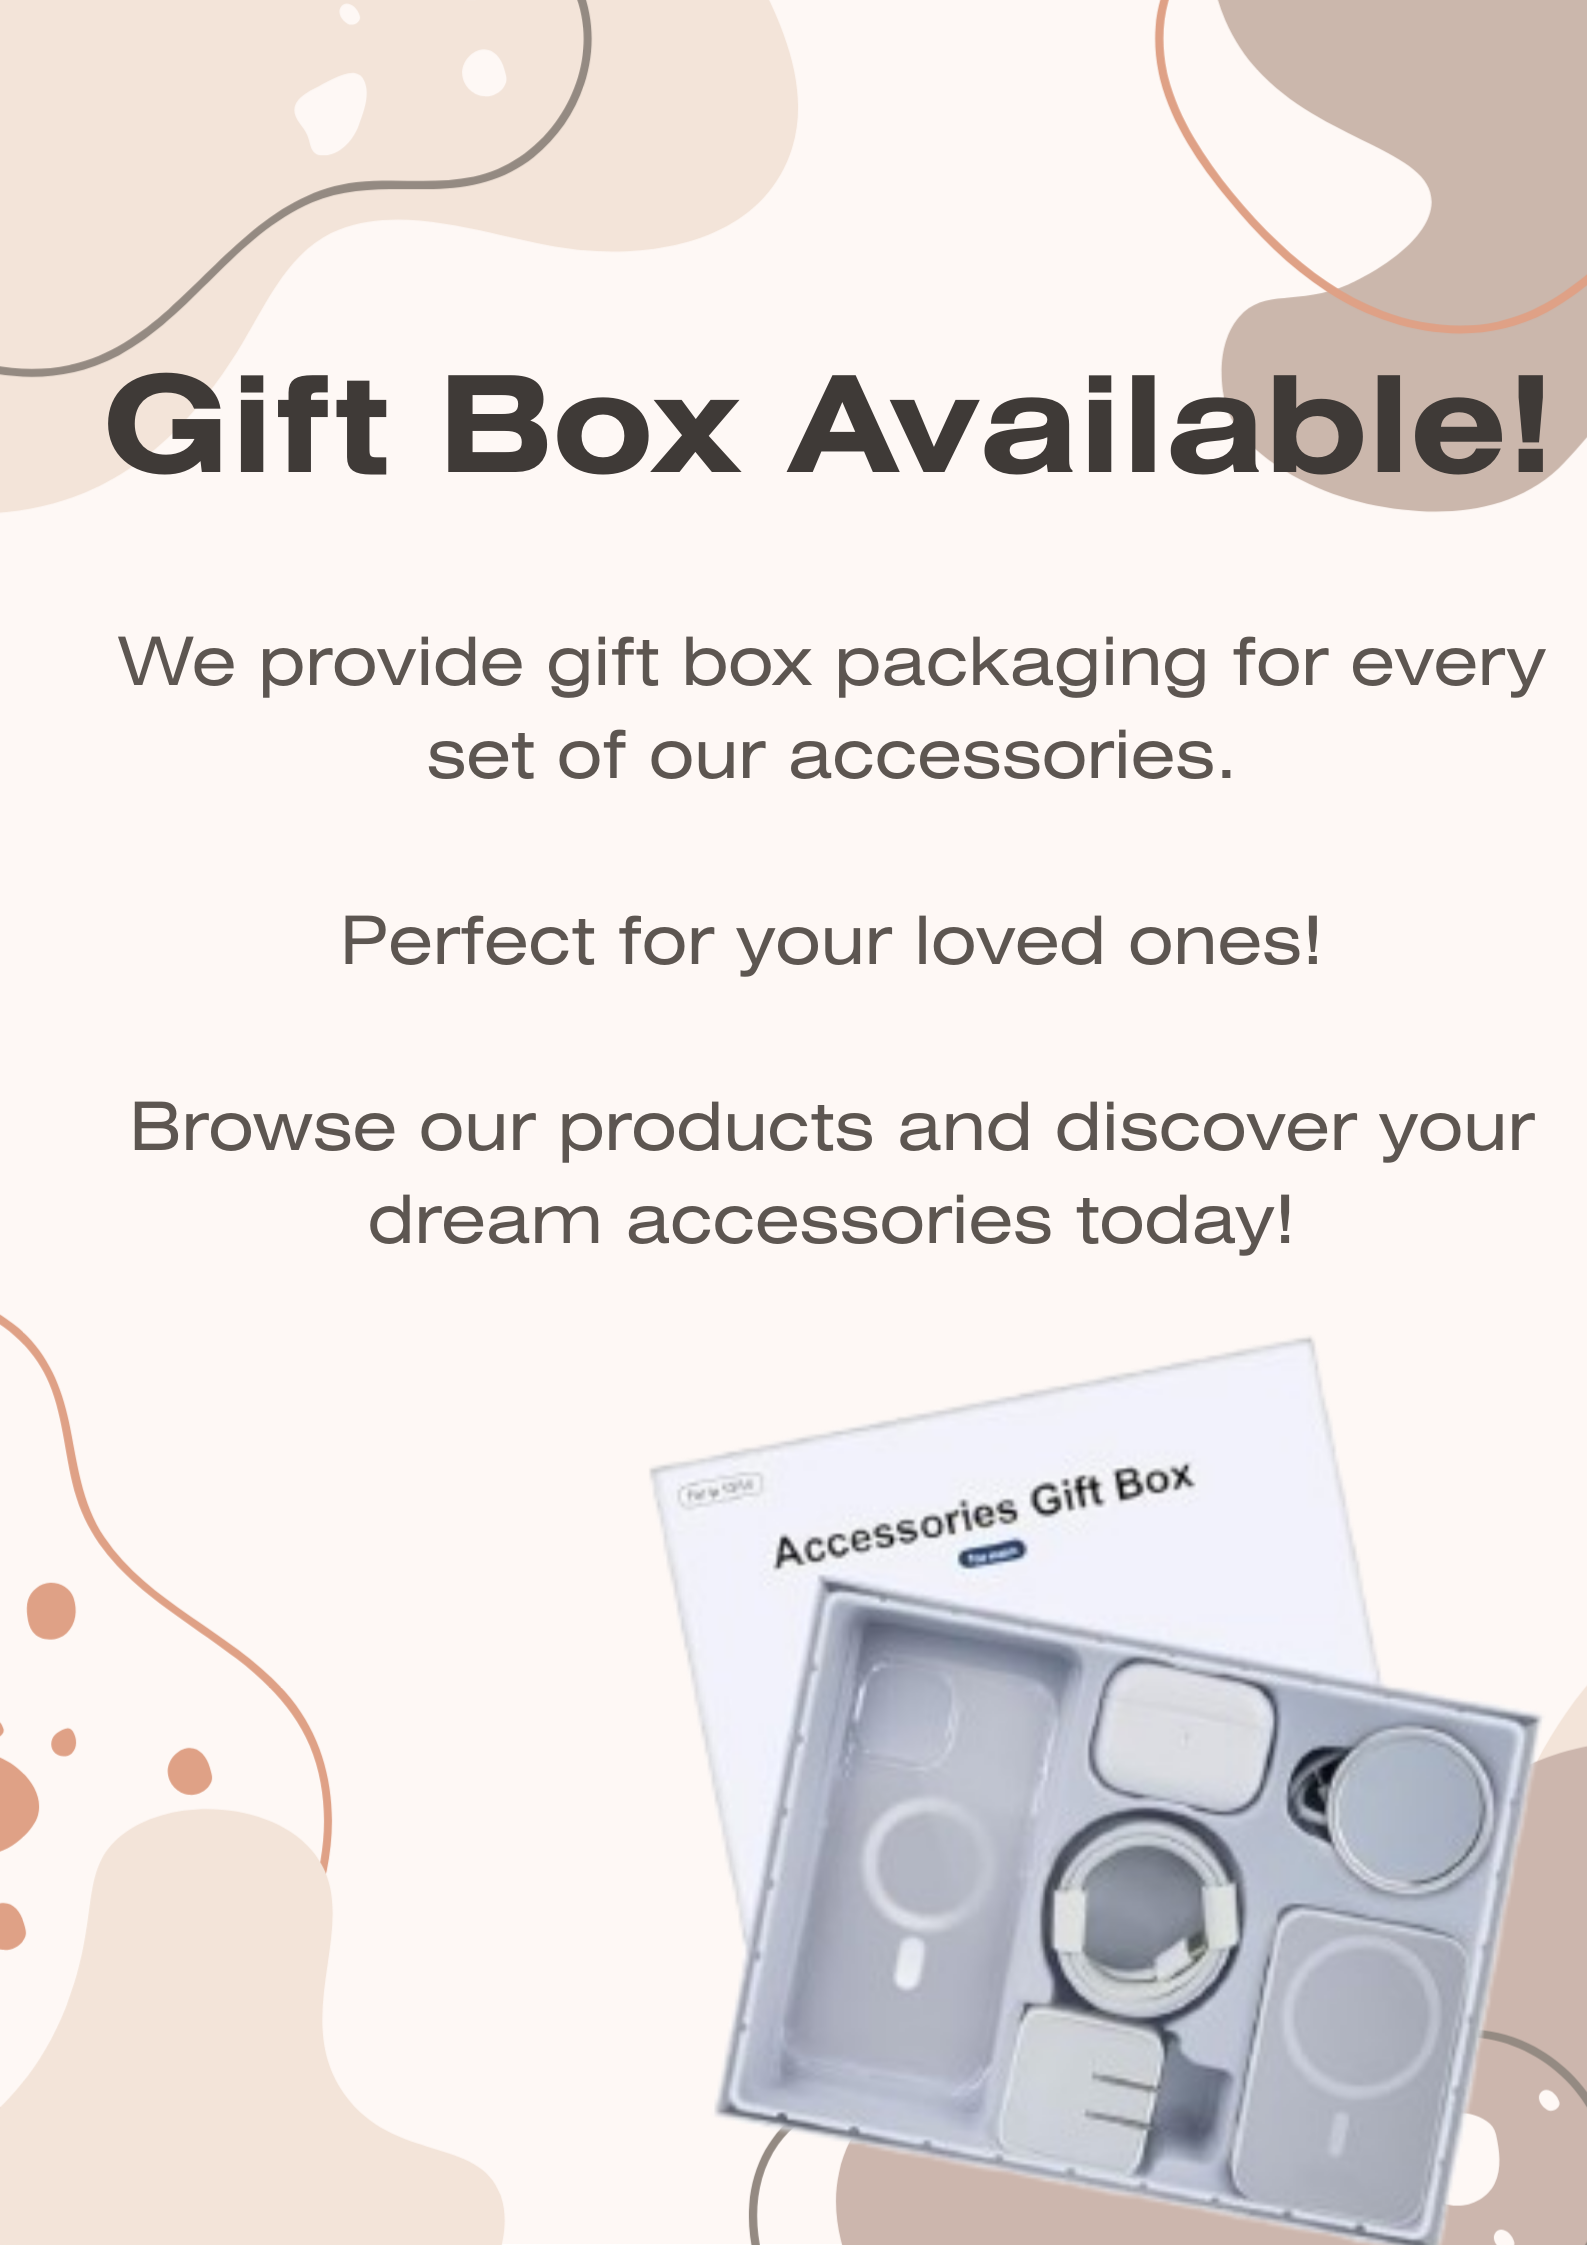 Gift Box Available!
We provide gift box packaging for every
set of our accessories.
Perfect for your loved ones!
Browse our products and discover your
dream accessories today!
Accessories Gift Box